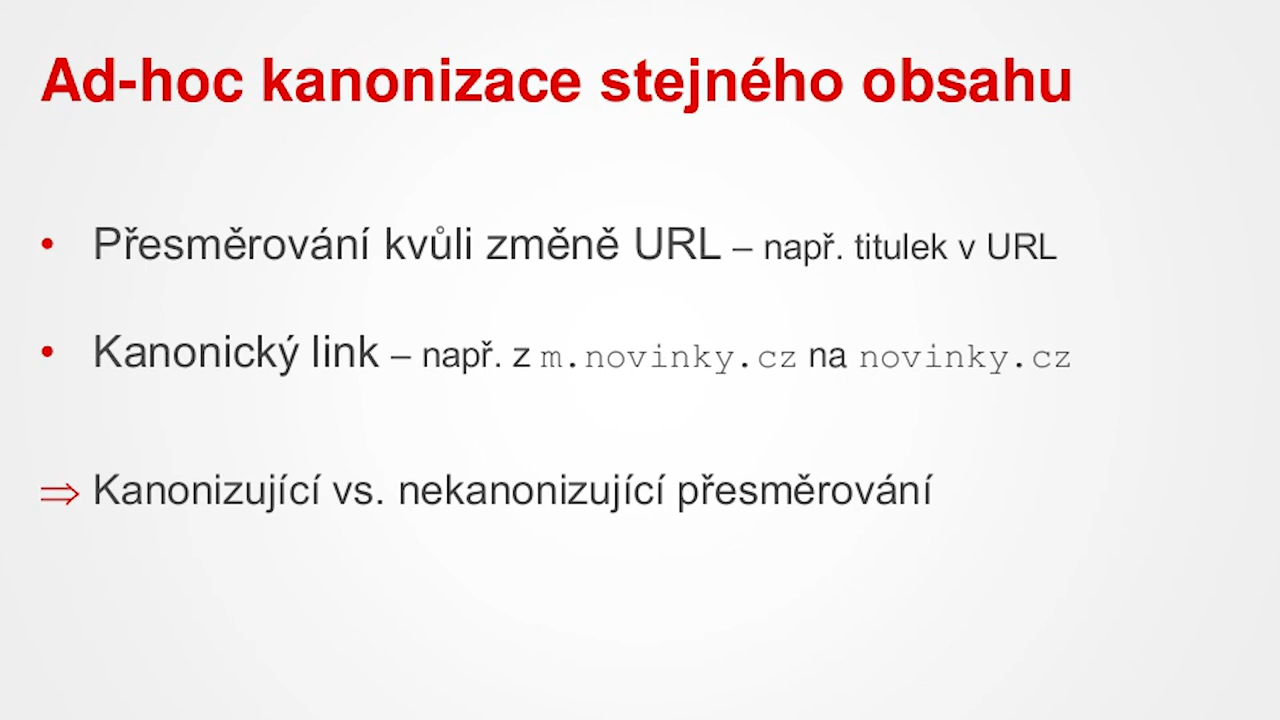 Ad-hoc kanonizace stejného obsahu
• Přesměrování kvůli změně URL – např. titulek v URL
• Kanonický link – např. z m.novinky.cz na novinky.cz
⇒ Kanonizující vs. nekanonizující přesměrování